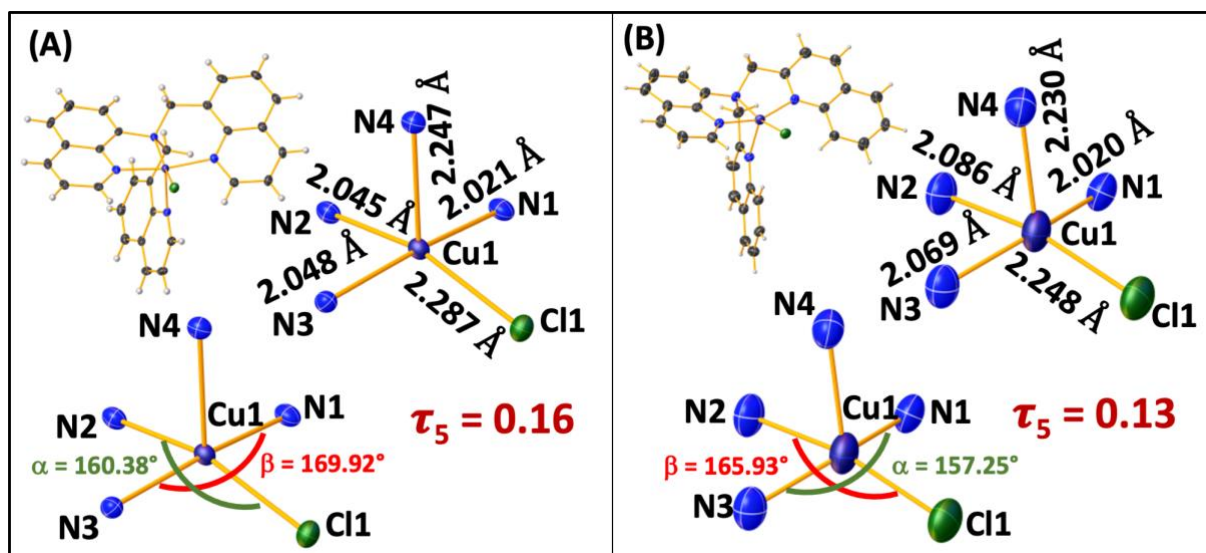 (A)
N4
2.247 Å
2.045 Å
2.021 Å
N2
N1
Cu1
2.048 Å
2.287 Å
N3
Cl1
N4
N2
Cu1
N1
τ5 = 0.16
α = 160.38°
β = 169.92°
N3
Cl1
(B)
N4
2.230 Å
2.086 Å
2.020 Å
N2
N1
Cu1
2.069 Å
2.248 Å
N3
Cl1
N4
N2
Cu1
N1
τ5 = 0.13
β = 165.93°
α = 157.25°
N3
Cl1